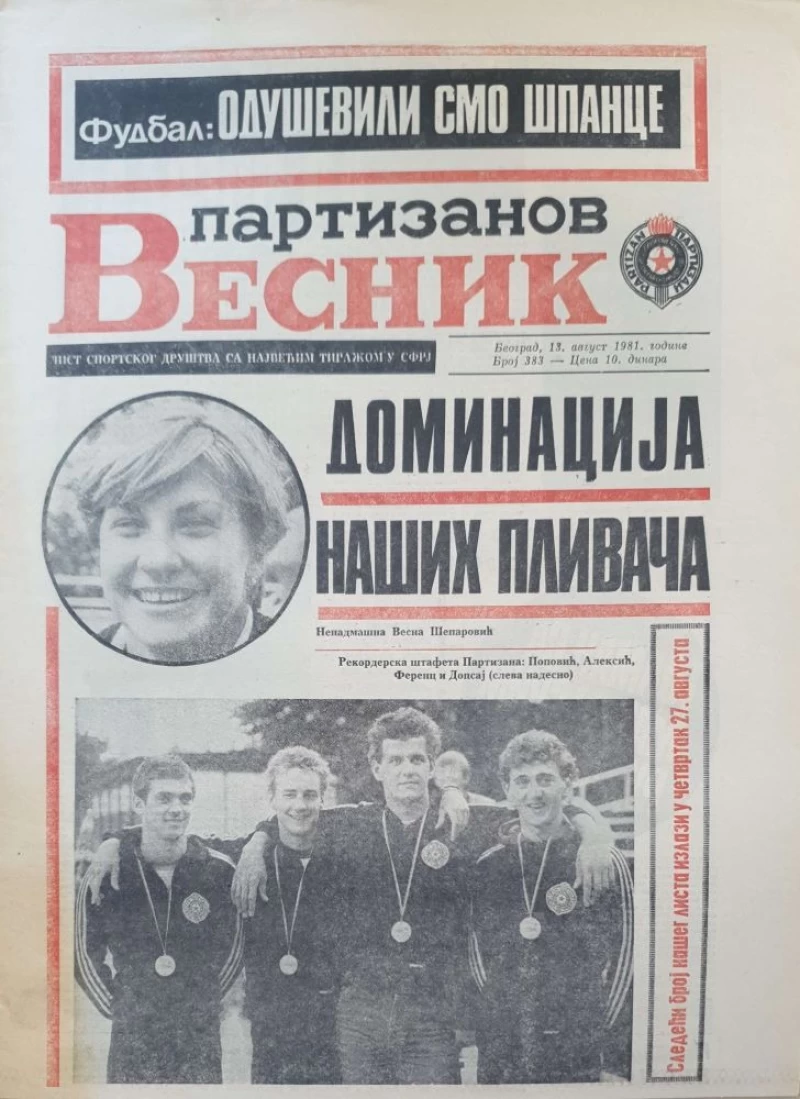 Фудбал: ОДУШЕВИЛИ СМО ШПАНЦЕ
ПАРТИЗАНОВ
ВЕСНИК
PARTIZAN ПАРТИЗАН
ЛИСТ СПОРТСКОГ ДРУШТВА СА НАЈВЕЋИМ ТИРАЖОМ У СФРЈ
Београд, 13. август 1981. године
Број 383 — Цена 10. динара
ДОМИНАЦИЈА
НАШИХ ПЛИВАЧА
Ненадмашна Весна Шепаровић
Рекордерска штафета Партизана: Поповић, Алексић,
Ференц и Допсај (слева надесно)
Следећи број нашег листа излази у четвртак 27. августа